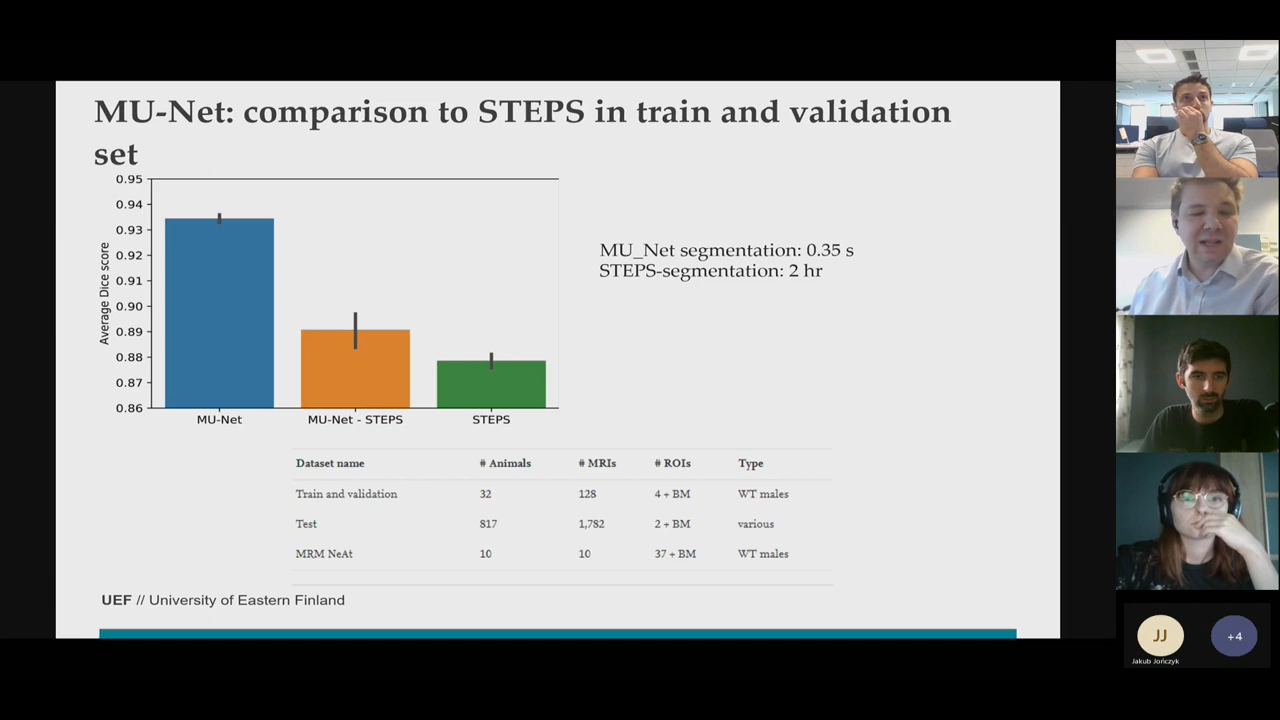 MU-Net: comparison to STEPS in train and validation
set
0.95
0.94
0.93
0.92
0.91
0.90
0.89
0.88
0.87
0.86
Average Dice score
MU-Net
MU-Net - STEPS
STEPS
MU_Net segmentation: 0.35 s
STEPS-segmentation: 2 hr
Dataset name # Animals # MRIs # ROIs Type
Train and validation 32 128 4 + BM WT males
Test 817 1,782 2 + BM various
MRM NeAt 10 10 37 + BM WT males
UEF // University of Eastern Finland
JJ
Jakub Jończyk
+4